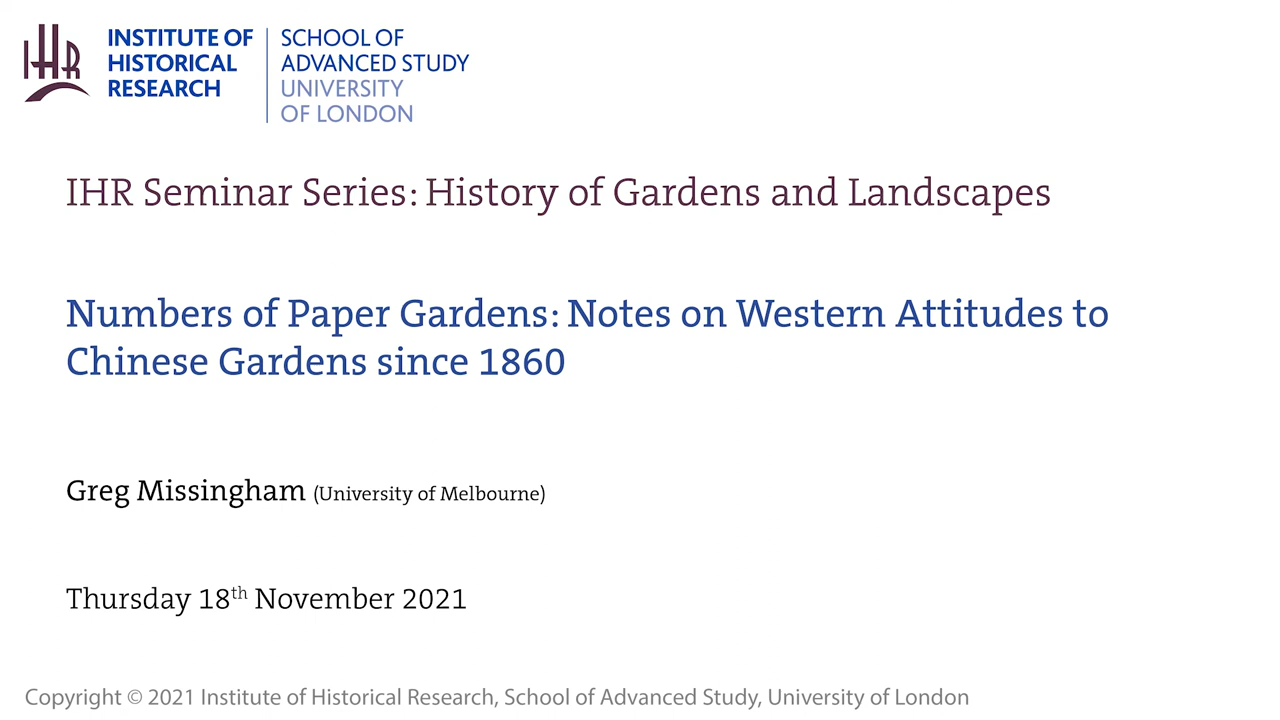 IHR
INSTITUTE OF
HISTORICAL
RESEARCH
SCHOOL OF
ADVANCED STUDY
UNIVERSITY
OF LONDON
IHR Seminar Series: History of Gardens and Landscapes
Numbers of Paper Gardens: Notes on Western Attitudes to
Chinese Gardens since 1860
Greg Missingham (University of Melbourne)
Thursday 18th November 2021
Copyright © 2021 Institute of Historical Research, School of Advanced Study, University of London